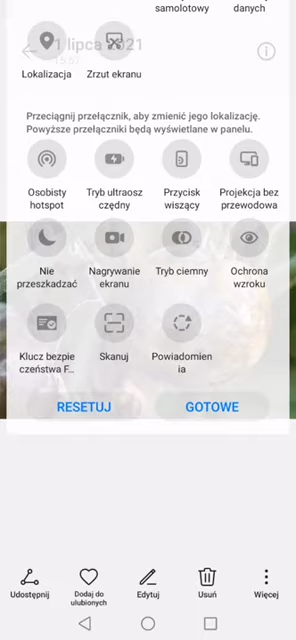 samolotowy
danych
1 lipca 2021
15:57
Lokalizacja
Zrzut ekranu
Przeciągnij przełącznik, aby zmienić jego lokalizację.
Powyższe przełączniki będą wyświetlane w panelu.
Osobisty
hotspot
Tryb ultraosz
czędny
Przycisk
wiszący
Projekcja bez
przewodowa
Nie
przeszkadzać
Nagrywanie
ekranu
Tryb ciemny
Ochrona
wzroku
Klucz bezpie
czeństwa F...
Skanuj
Powiadomien
ia
RESETUJ
GOTOWE
Udostępnij
Dodaj do
ulubionych
Edytuj
Usuń
Więcej